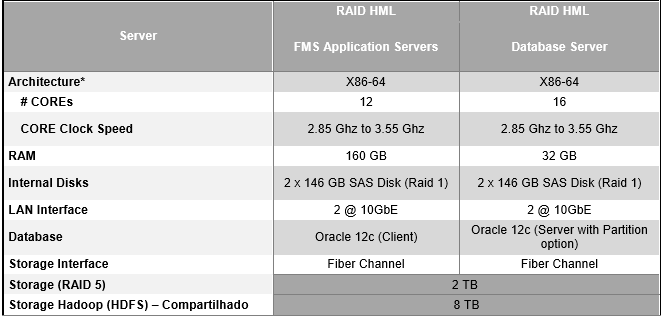 Server
RAID HML
FMS Application Servers
RAID HML
Database Server
Architecture* X86-64 X86-64
# COREs 12 16
CORE Clock Speed 2.85 Ghz to 3.55 Ghz 2.85 Ghz to 3.55 Ghz
RAM 160 GB 32 GB
Internal Disks 2 x 146 GB SAS Disk (Raid 1) 2 x 146 GB SAS Disk (Raid 1)
LAN Interface 2 @ 10GbE 2 @ 10GbE
Database Oracle 12c (Client) Oracle 12c (Server with Partition
option)
Storage Interface Fiber Channel Fiber Channel
Storage (RAID 5) 2 TB
Storage Hadoop (HDFS) – Compartilhado 8 TB